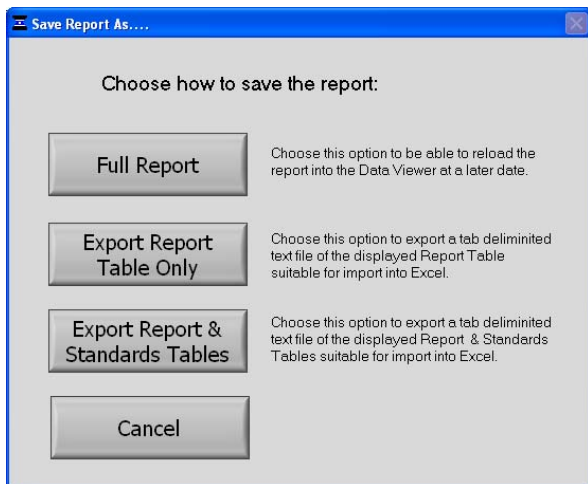 Save Report As....
Choose how to save the report:
Full Report
Choose this option to be able to reload the
report into the Data Viewer at a later date.
Export Report
Table Only
Choose this option to export a tab deliminited
text file of the displayed Report Table
suitable for import into Excel.
Export Report &
Standards Tables
Choose this option to export a tab deliminited
text file of the displayed Report & Standards
Tables suitable for import into Excel.
Cancel